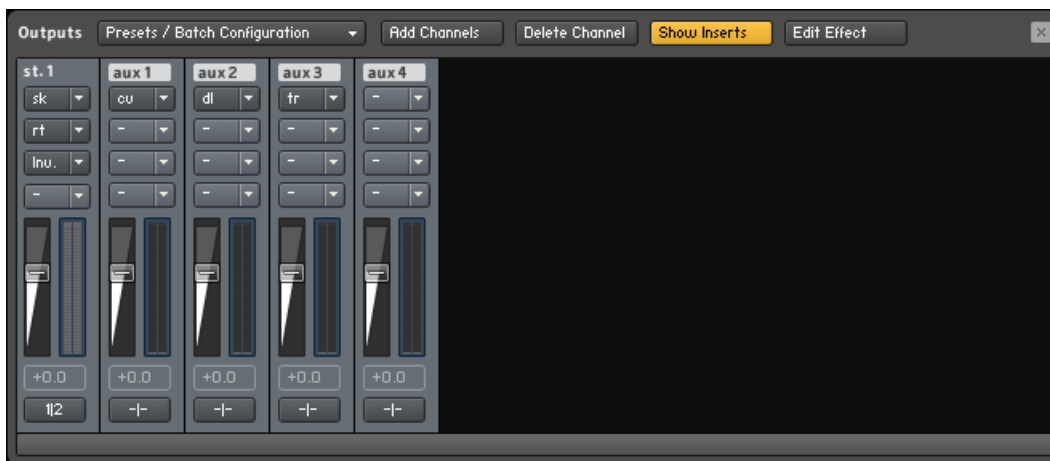 Outputs Presets / Batch Configuration Add Channels Delete Channel Show Inserts Edit Effect ×
st.1 aux 1 aux 2 aux 3 aux 4
sk cv dl tr -
rt - - - -
Inv. - - - -
- - - - -
+0.0 +0.0 +0.0 +0.0 +0.0
1|2 -|- -|- -|- -|-